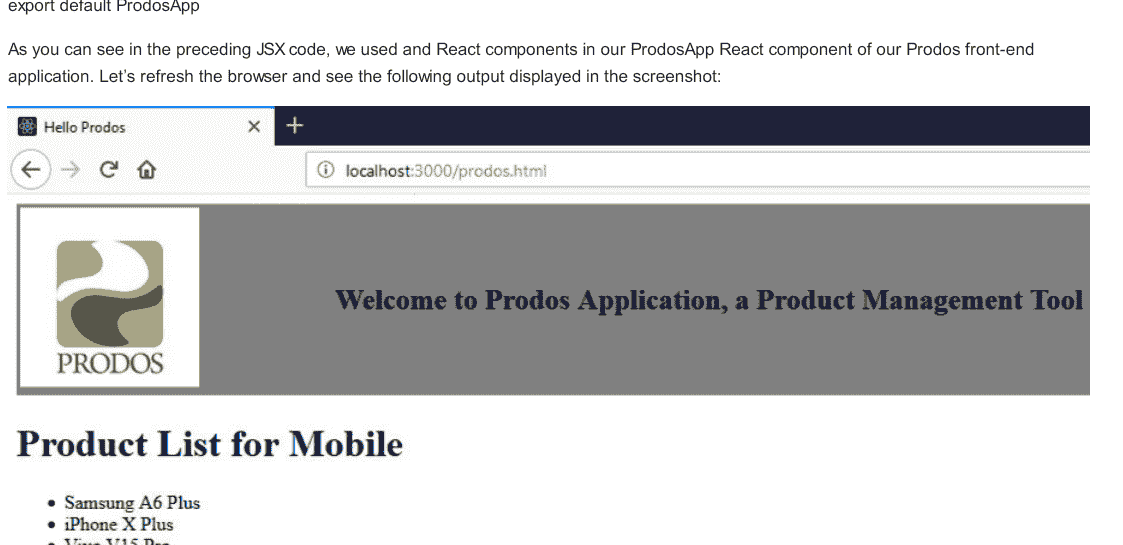 export default ProdosApp
As you can see in the preceding JSX code, we used and React components in our ProdosApp React component of our Prodos front-end
application. Let’s refresh the browser and see the following output displayed in the screenshot:
Hello Prodos
localhost:3000/prodos.html
PRODOS
Welcome to Prodos Application, a Product Management Tool
Product List for Mobile
• Samsung A6 Plus
• iPhone X Plus
• Vivo V15 Pro